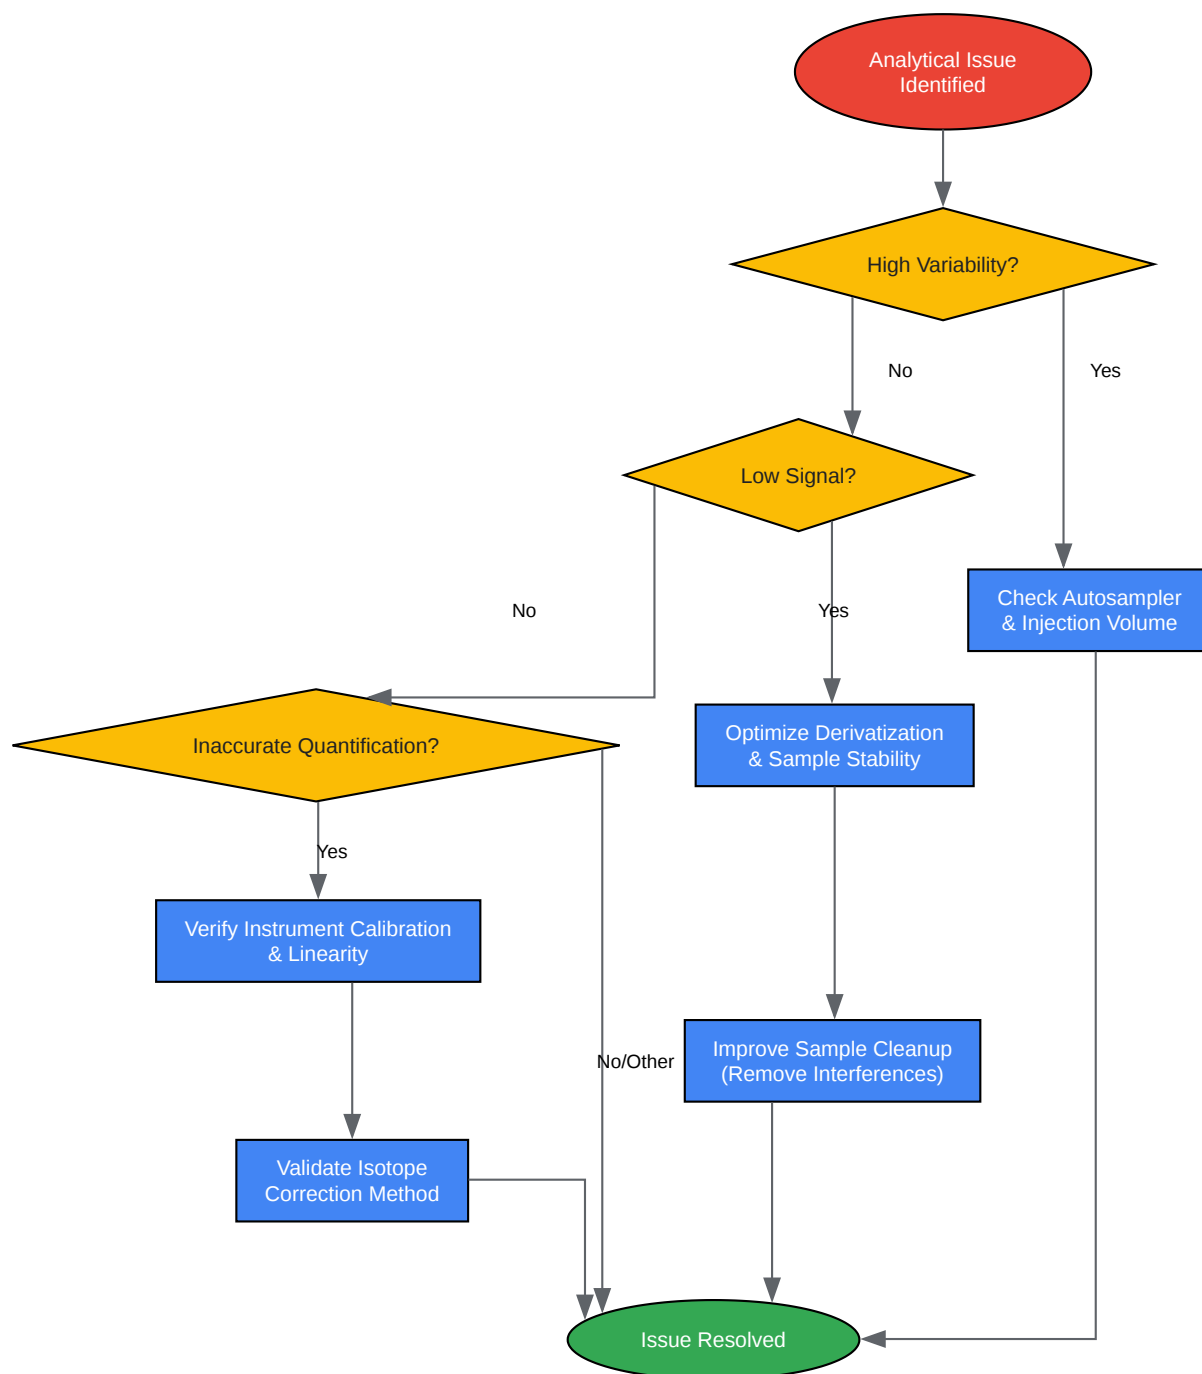 Analytical Issue
Identified
High Variability?
No
Yes
Low Signal?
No
Yes
Check Autosampler
& Injection Volume
Inaccurate Quantification?
Optimize Derivatization
& Sample Stability
Yes
Verify Instrument Calibration
& Linearity
No/Other
Improve Sample Cleanup
(Remove Interferences)
Validate Isotope
Correction Method
Issue Resolved